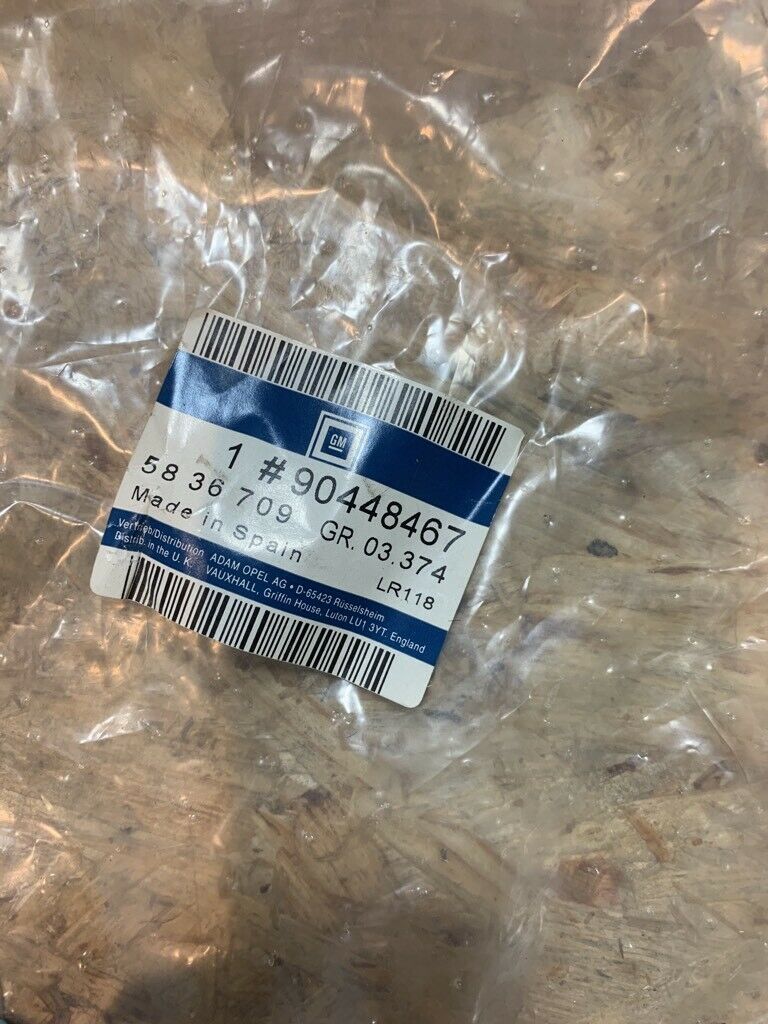 GM
1 #90448467
58 36 709 GR. 03.374
Made in Spain LR118
Vertrieb/Distribution ADAM OPEL AG • D-65423 Rüsselsheim
Distrib. in the U. K. VAUXHALL, Griffin House, Luton LU1 3YT. England